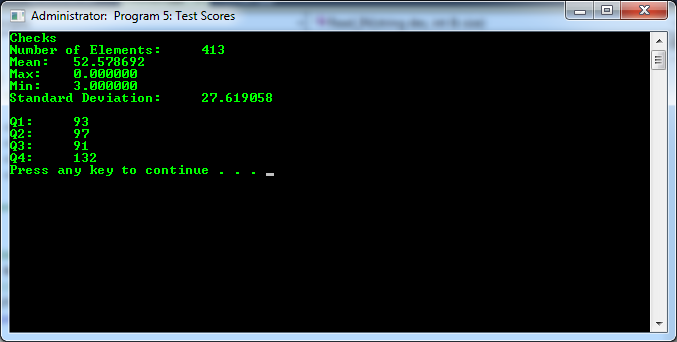 Administrator: Program 5: Test Scores
Checks
Number of Elements: 413
Mean: 52.578692
Max: 0.000000
Min: 3.000000
Standard Deviation: 27.619058
Q1: 93
Q2: 97
Q3: 91
Q4: 132
Press any key to continue . . .